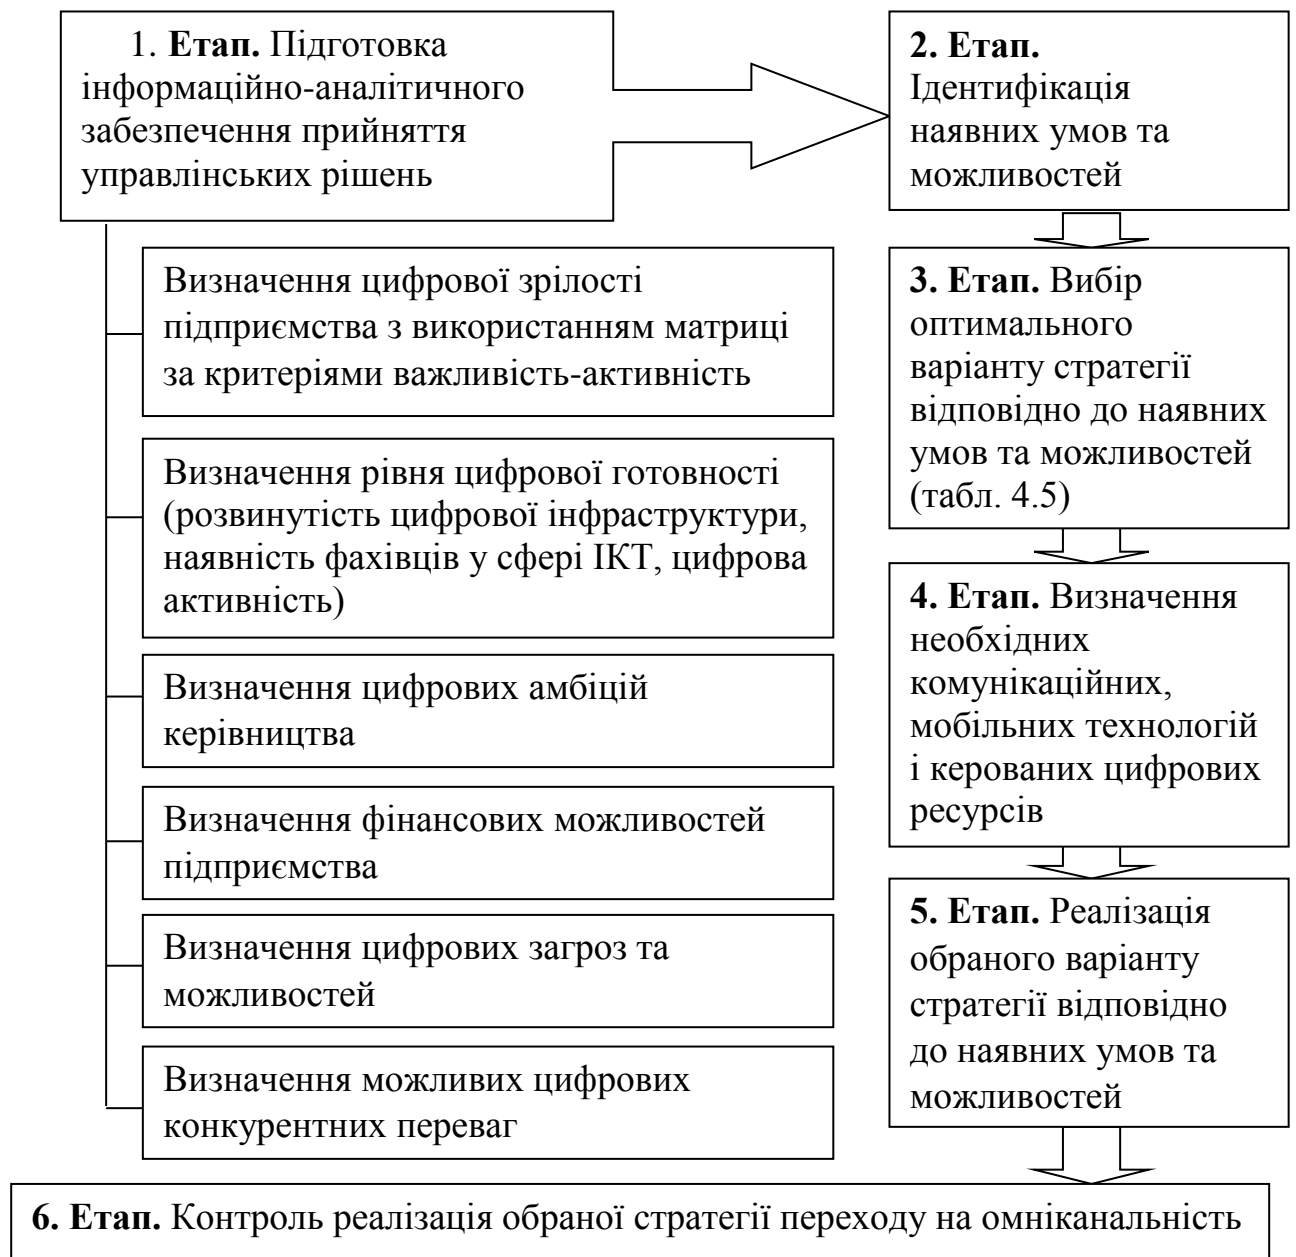 1. Етап. Підготовка
інформаційно-аналітичного
забезпечення прийняття
управлінських рішень
2. Етап.
Ідентифікація
наявних умов та
можливостей
Визначення цифрової зрілості
підприємства з використанням матриці
за критеріями важливість-активність
Визначення рівня цифрової готовності
(розвинутість цифрової інфраструктури,
наявність фахівців у сфері ІКТ, цифрова
активність)
Визначення цифрових амбіцій
керівництва
Визначення фінансових можливостей
підприємства
Визначення цифрових загроз та
можливостей
Визначення можливих цифрових
конкурентних переваг
3. Етап. Вибір
оптимального
варіанту стратегії
відповідно до наявних
умов та можливостей
(табл. 4.5)
4. Етап. Визначення
необхідних
комунікаційних,
мобільних технологій
і керованих цифрових
ресурсів
5. Етап. Реалізація
обраного варіанту
стратегії відповідно
до наявних умов та
можливостей
6. Етап. Контроль реалізація обраної стратегії переходу на омніканальність